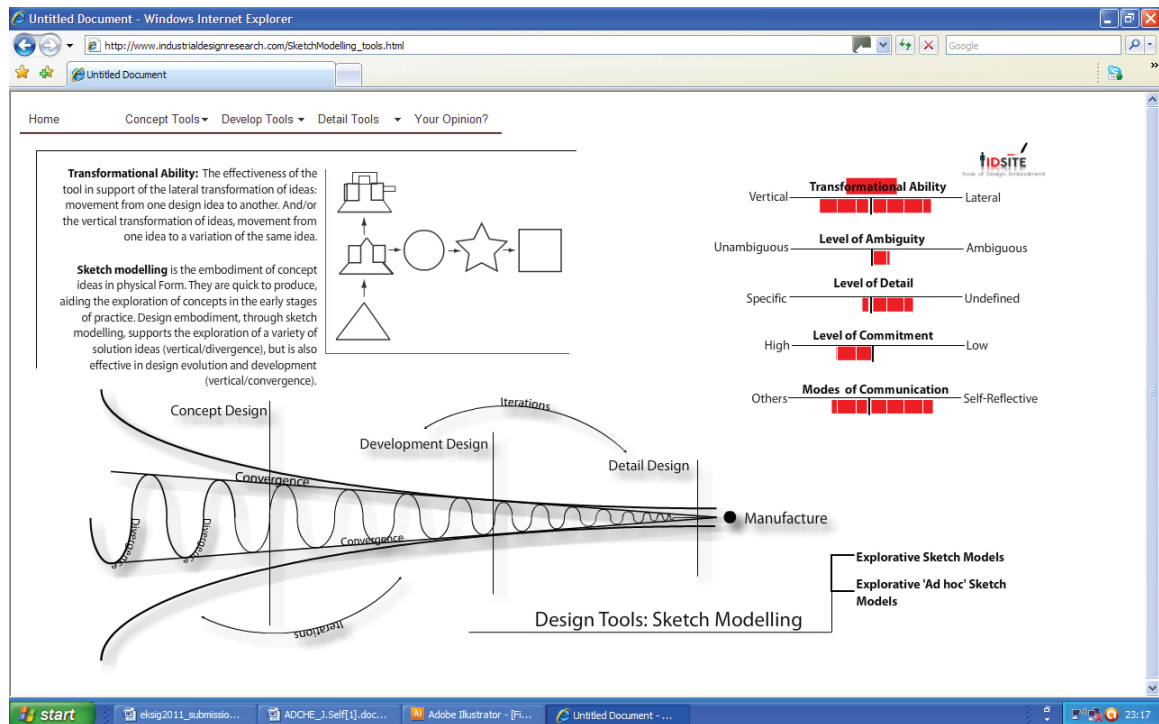 Untitled Document - Windows Internet Explorer
http://www.industrialdesignresearch.com/SketchModelling_tools.html
Google
Untitled Document
»
Home Concept Tools Develop Tools Detail Tools Your Opinion?
Transformational Ability: The effectiveness of the
tool in support of the lateral transformation of ideas:
movement from one design idea to another. And/or
the vertical transformation of ideas, movement from
one idea to a variation of the same idea.
Sketch modelling is the embodiment of concept
ideas in physical Form. They are quick to produce,
aiding the exploration of concepts in the early stages
of practice. Design embodiment, through sketch
modelling, supports the exploration of a variety of
solution ideas (vertical/divergence), but is also
effective in design evolution and development
(vertical/convergence).
IDSITE
Tools of Design Embodiment
Transformational Ability
Vertical Lateral
Level of Ambiguity
Unambiguous Ambiguous
Level of Detail
Specific Undefined
Level of Commitment
High Low
Modes of Communication
Others Self-Reflective
Concept Design
Iterations
Development Design
Detail Design
Convergence
Divergence
Divergence
Convergence
Manufacture
Iterations
Explorative Sketch Models
Explorative 'Ad hoc' Sketch
Models
Design Tools: Sketch Modelling
start
eksig2011_submissio...
ADCHE_J.Self[1].doc...
Adobe Illustrator - [Fi...
Untitled Document - ...
23:17